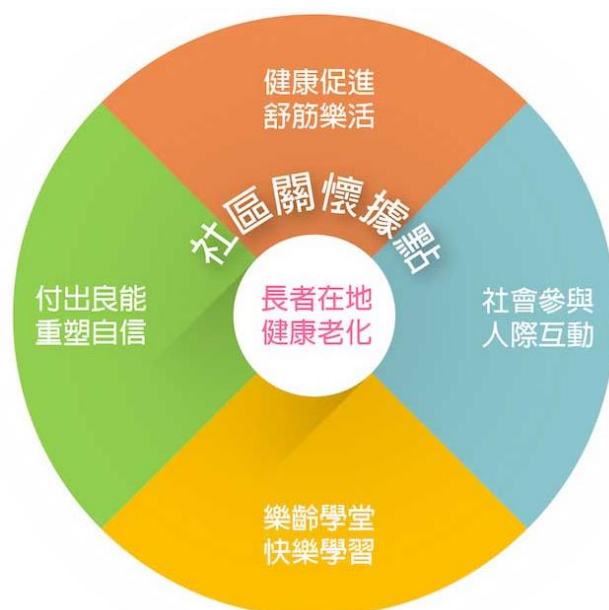 健康促進
舒筋樂活
社區關懷據點
付出良能
重塑自信
長者在地
健康老化
社會參與
人際互動
樂齡學堂
快樂學習